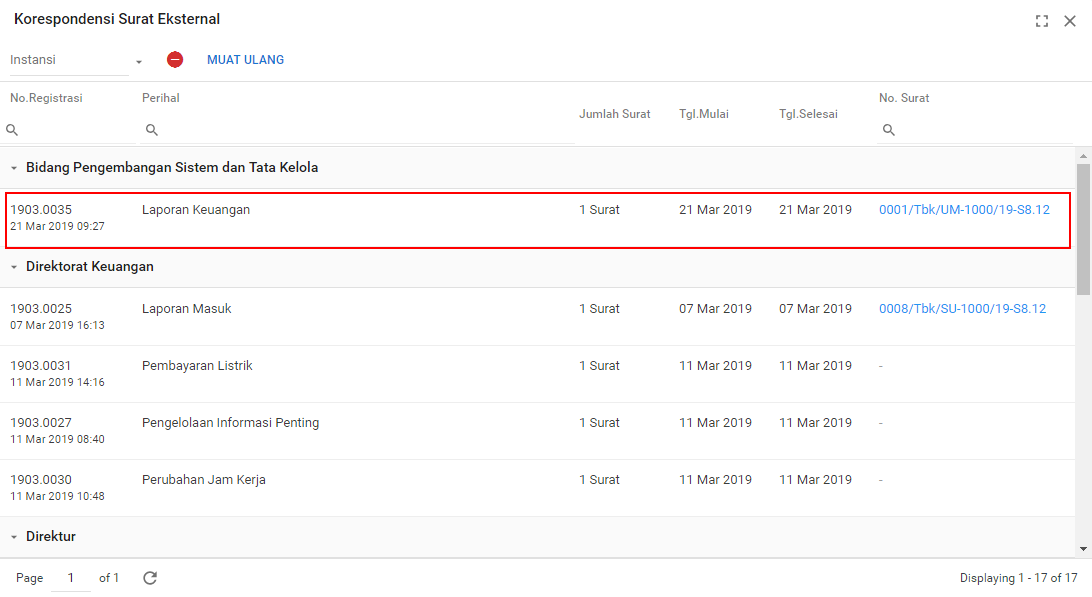 Korespondensi Surat Eksternal
Instansi MUAT ULANG
No.Registrasi Perihal Jumlah Surat Tgl.Mulai Tgl.Selesai No. Surat
Bidang Pengembangan Sistem dan Tata Kelola
1903.0035 Laporan Keuangan 1 Surat 21 Mar 2019 21 Mar 2019 0001/Tbk/UM-1000/19-S8.12
21 Mar 2019 09:27
Direktorat Keuangan
1903.0025 Laporan Masuk 1 Surat 07 Mar 2019 07 Mar 2019 0008/Tbk/SU-1000/19-S8.12
07 Mar 2019 16:13
1903.0031 Pembayaran Listrik 1 Surat 11 Mar 2019 11 Mar 2019 -
11 Mar 2019 14:16
1903.0027 Pengelolaan Informasi Penting 1 Surat 11 Mar 2019 11 Mar 2019 -
11 Mar 2019 08:40
1903.0030 Perubahan Jam Kerja 1 Surat 11 Mar 2019 11 Mar 2019 -
11 Mar 2019 10:48
Direktur
Page 1 of 1 Displaying 1 - 17 of 17